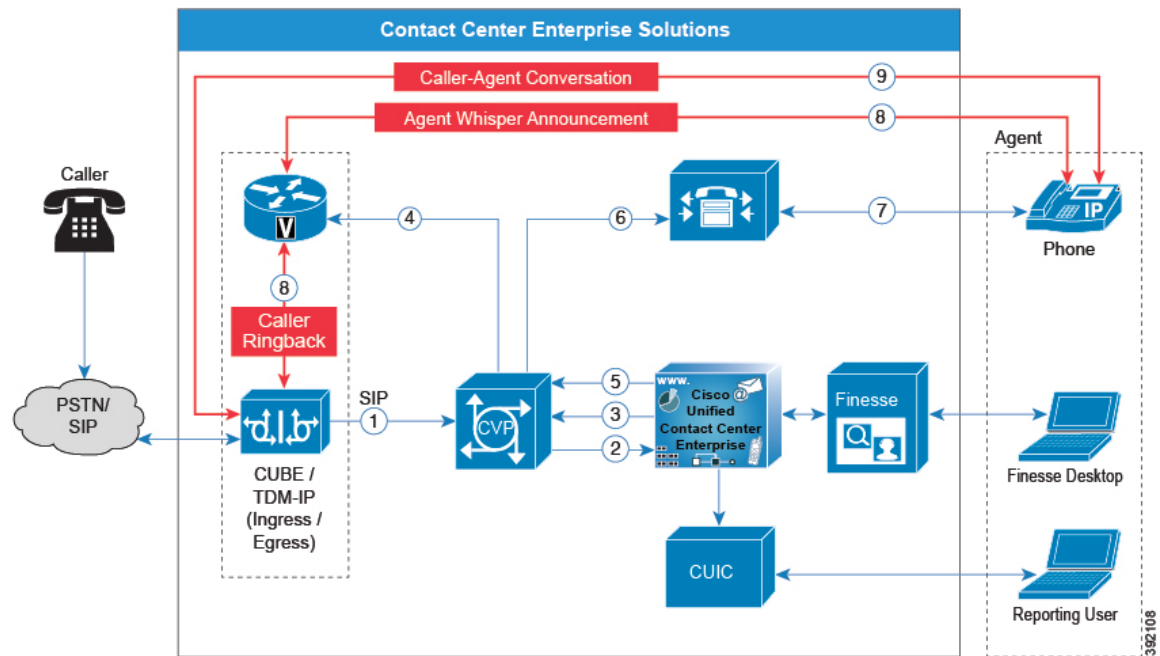 Contact Center Enterprise Solutions
Caller-Agent Conversation
9
Agent Whisper Announcement
8
Agent
Caller
V
4
6
7
IP
Phone
8
Caller
Ringback
PSTN/
SIP
SIP
1
CUBE /
TDM-IP
(Ingress /
Egress)
CVP
5
3
2
www.
@
Cisco
Unified
Contact Center
Enterprise
Finesse
Finesse Desktop
CUIC
Reporting User
392108